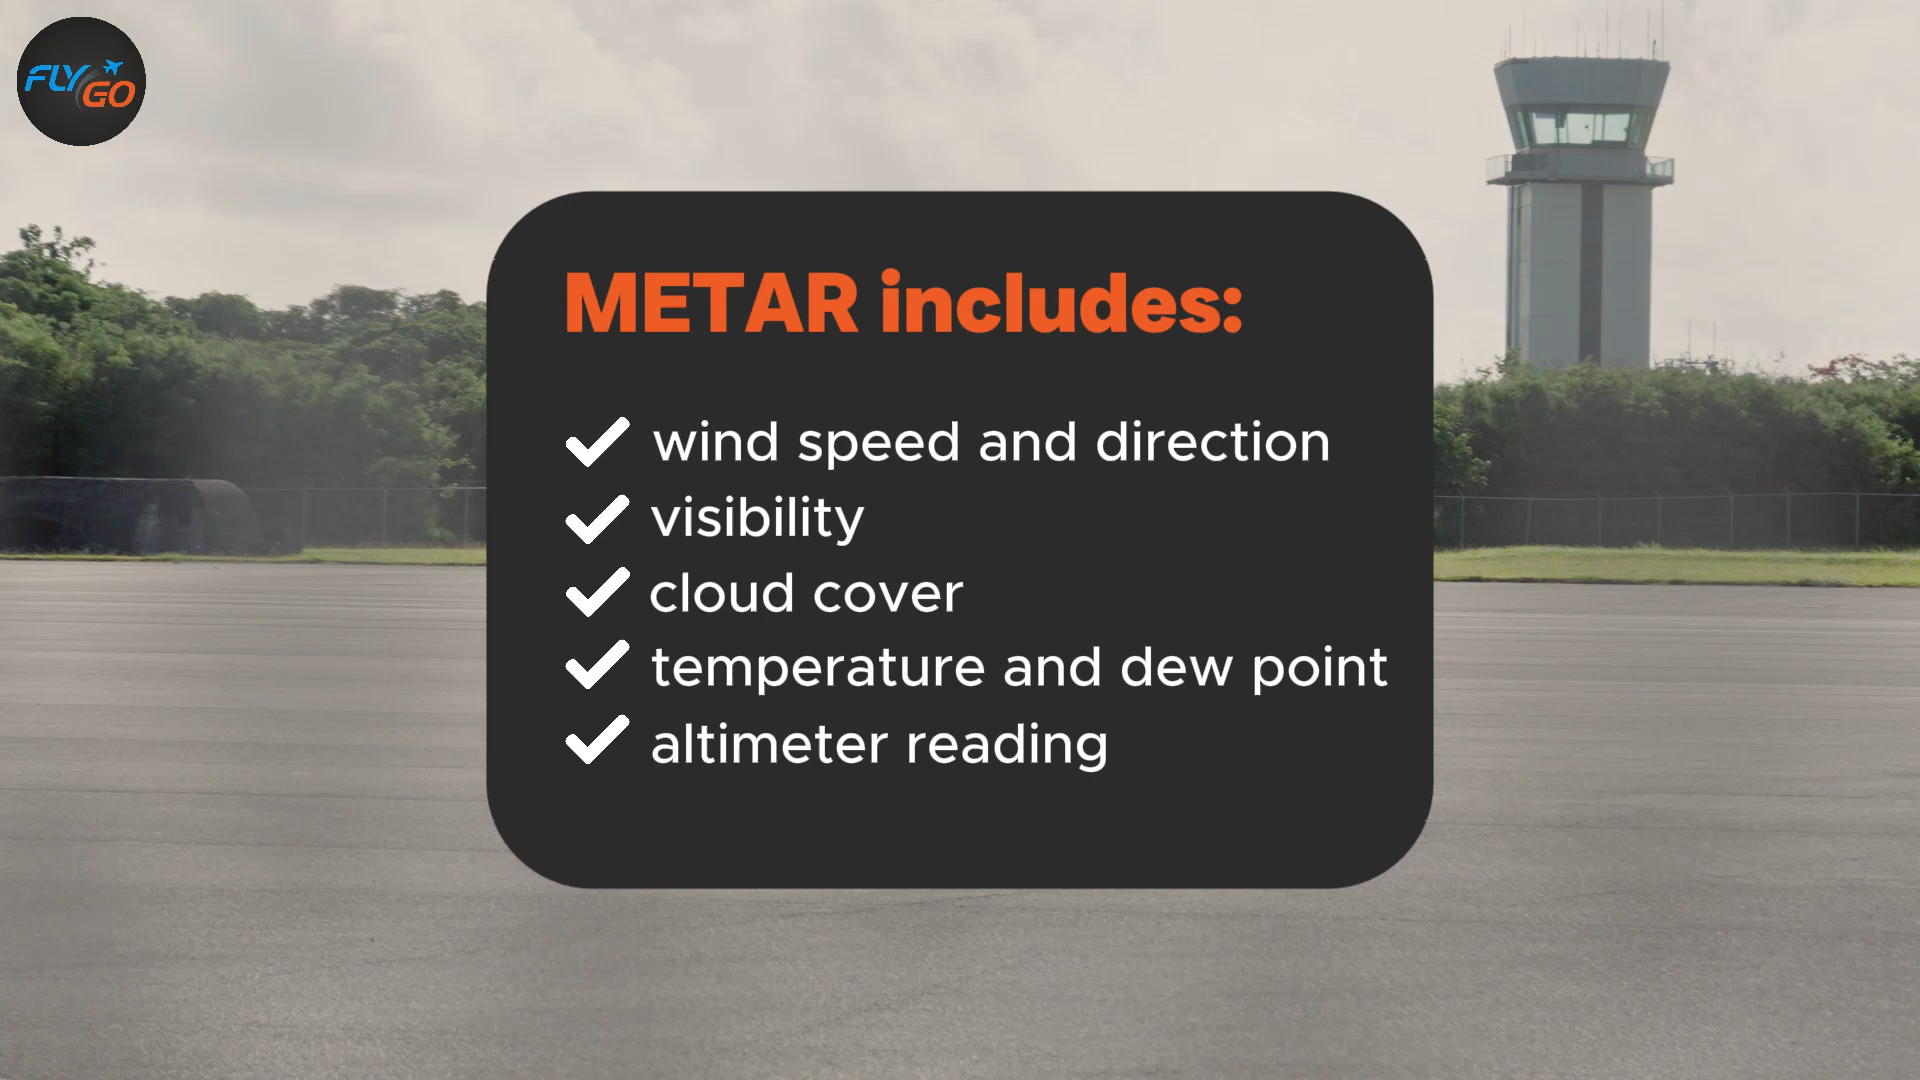 FLY GO
METAR includes:
wind speed and direction
visibility
cloud cover
temperature and dew point
altimeter reading